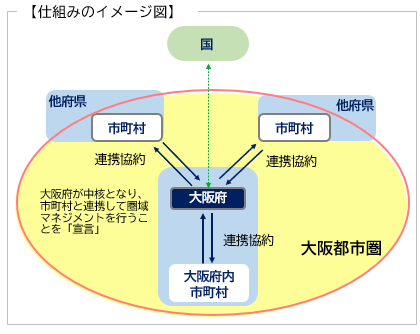 【仕組みのイメージ図】
国
他府県
他府県
市町村
市町村
連携協約
連携協約
大阪府が中核となり、
市町村と連携して圏域
マネジメントを行うこ
とを「宣言」
大阪府
連携協約
大阪都市圏
大阪府内
市町村